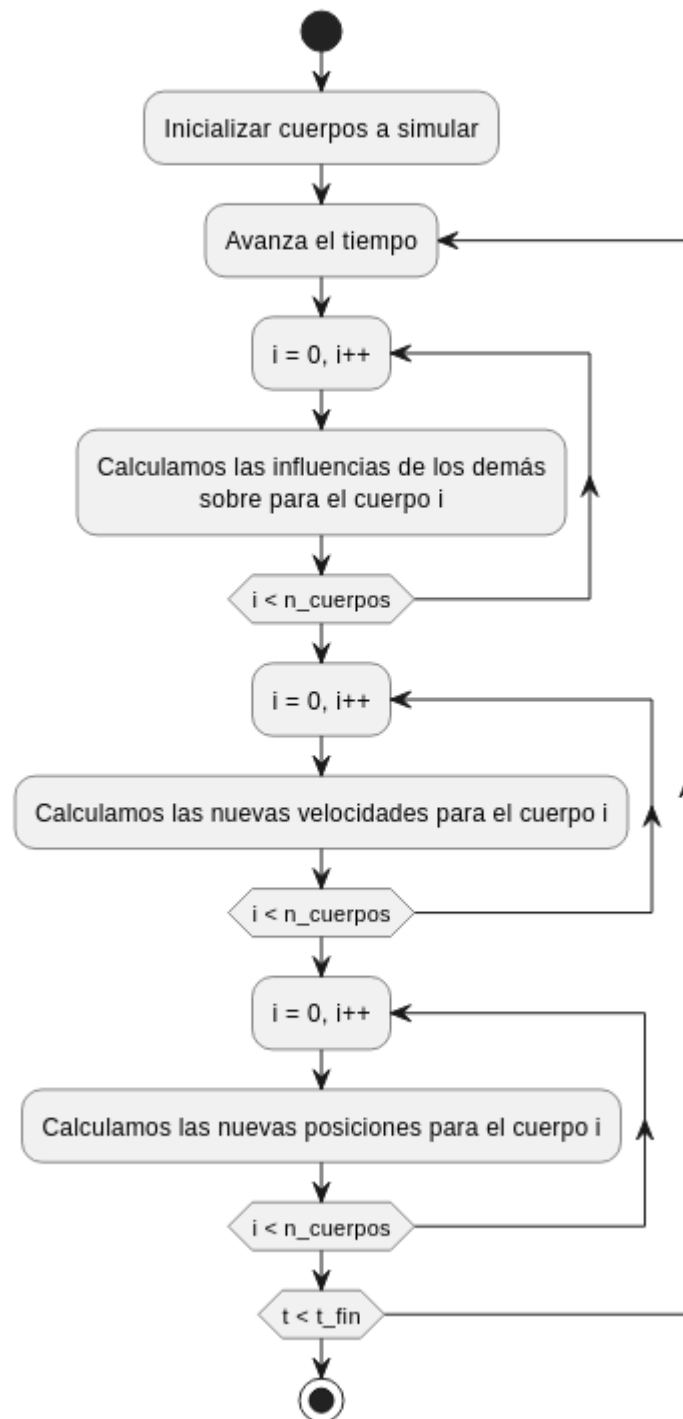 Inicializar cuerpos a simular
Avanza el tiempo
i = 0, i++
Calculamos las influencias de los demás
sobre para el cuerpo i
i < n_cuerpos
i = 0, i++
Calculamos las nuevas velocidades para el cuerpo i
i < n_cuerpos
i = 0, i++
Calculamos las nuevas posiciones para el cuerpo i
i < n_cuerpos
t < t_fin